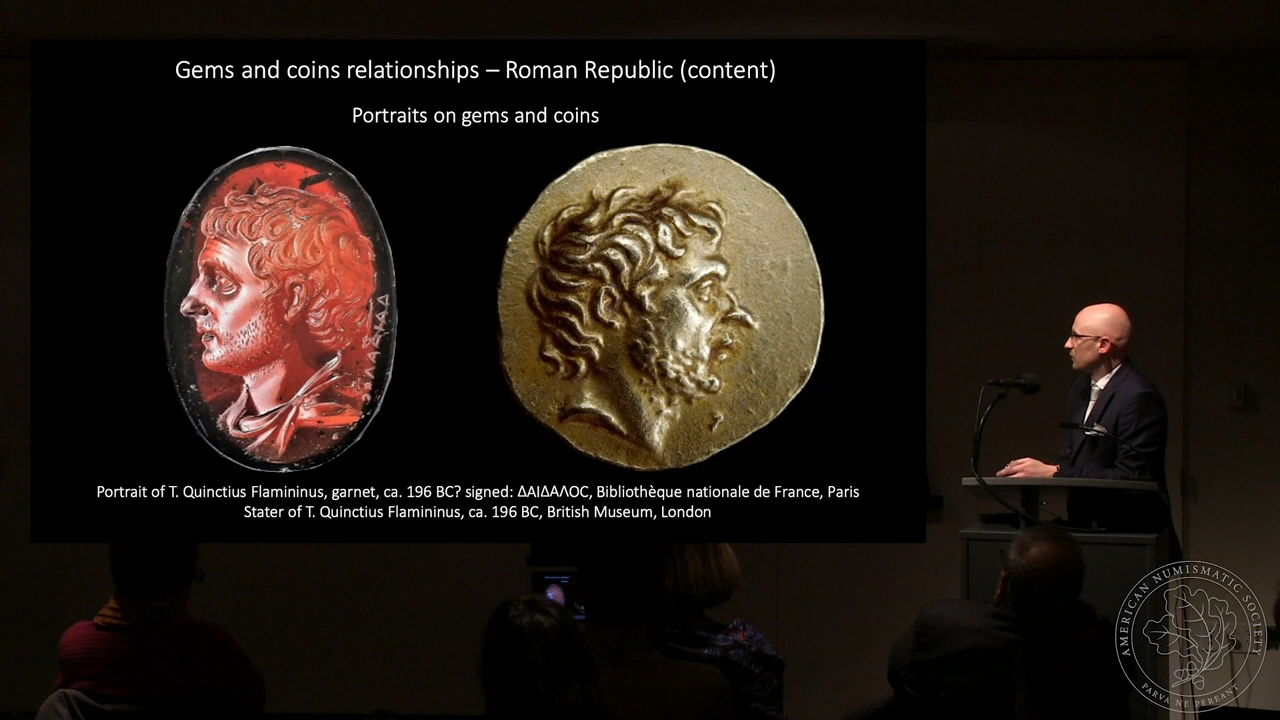 Gems and coins relationships – Roman Republic (content)
Portraits on gems and coins
ΔΑΙΔΑΛΟϹ
Portrait of T. Quinctius Flamininus, garnet, ca. 196 BC? signed: ΔΑΙΔΑΛΟϹ, Bibliothèque nationale de France, Paris
Stater of T. Quinctius Flamininus, ca. 196 BC, British Museum, London
AMERICAN NUMISMATIC SOCIETY
PARVA NE PEREANT